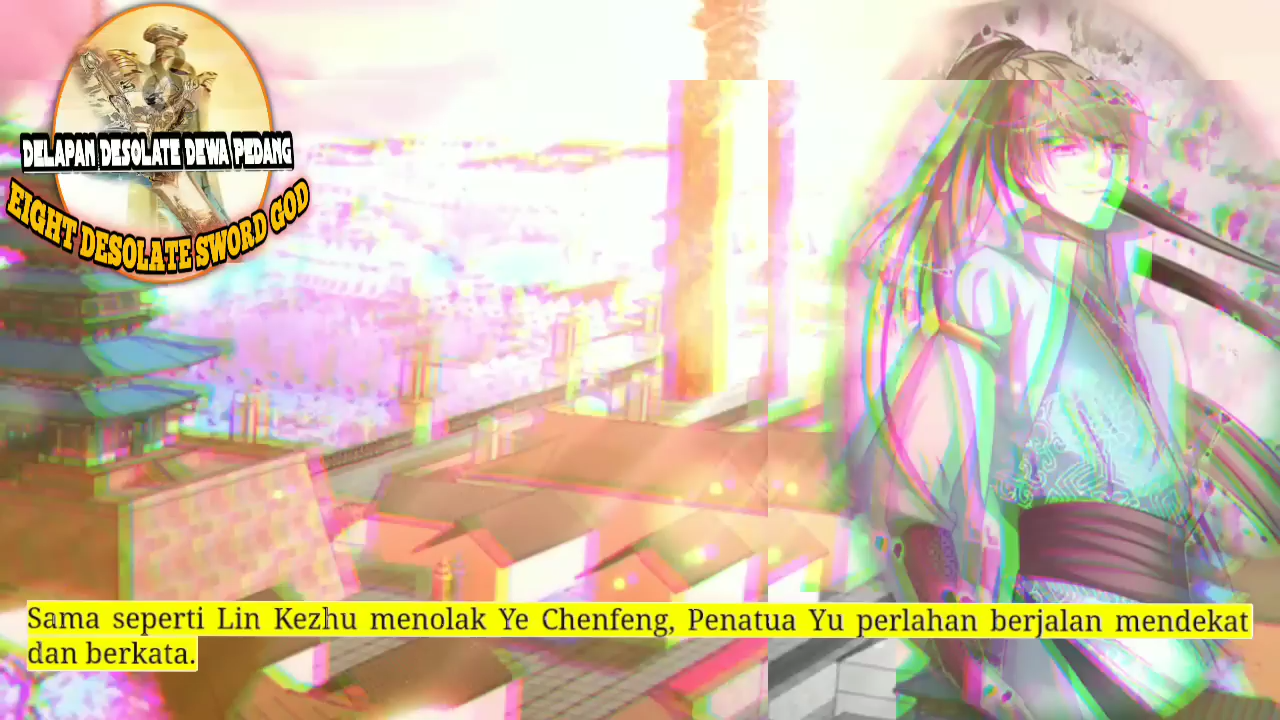 DELAPAN DESOLATE DEWA PEDANG
EIGHT DESOLATE SWORD GOD
Sama seperti Lin Kezhu menolak Ye Chenfeng, Penatua Yu perlahan berjalan mendekat
dan berkata.